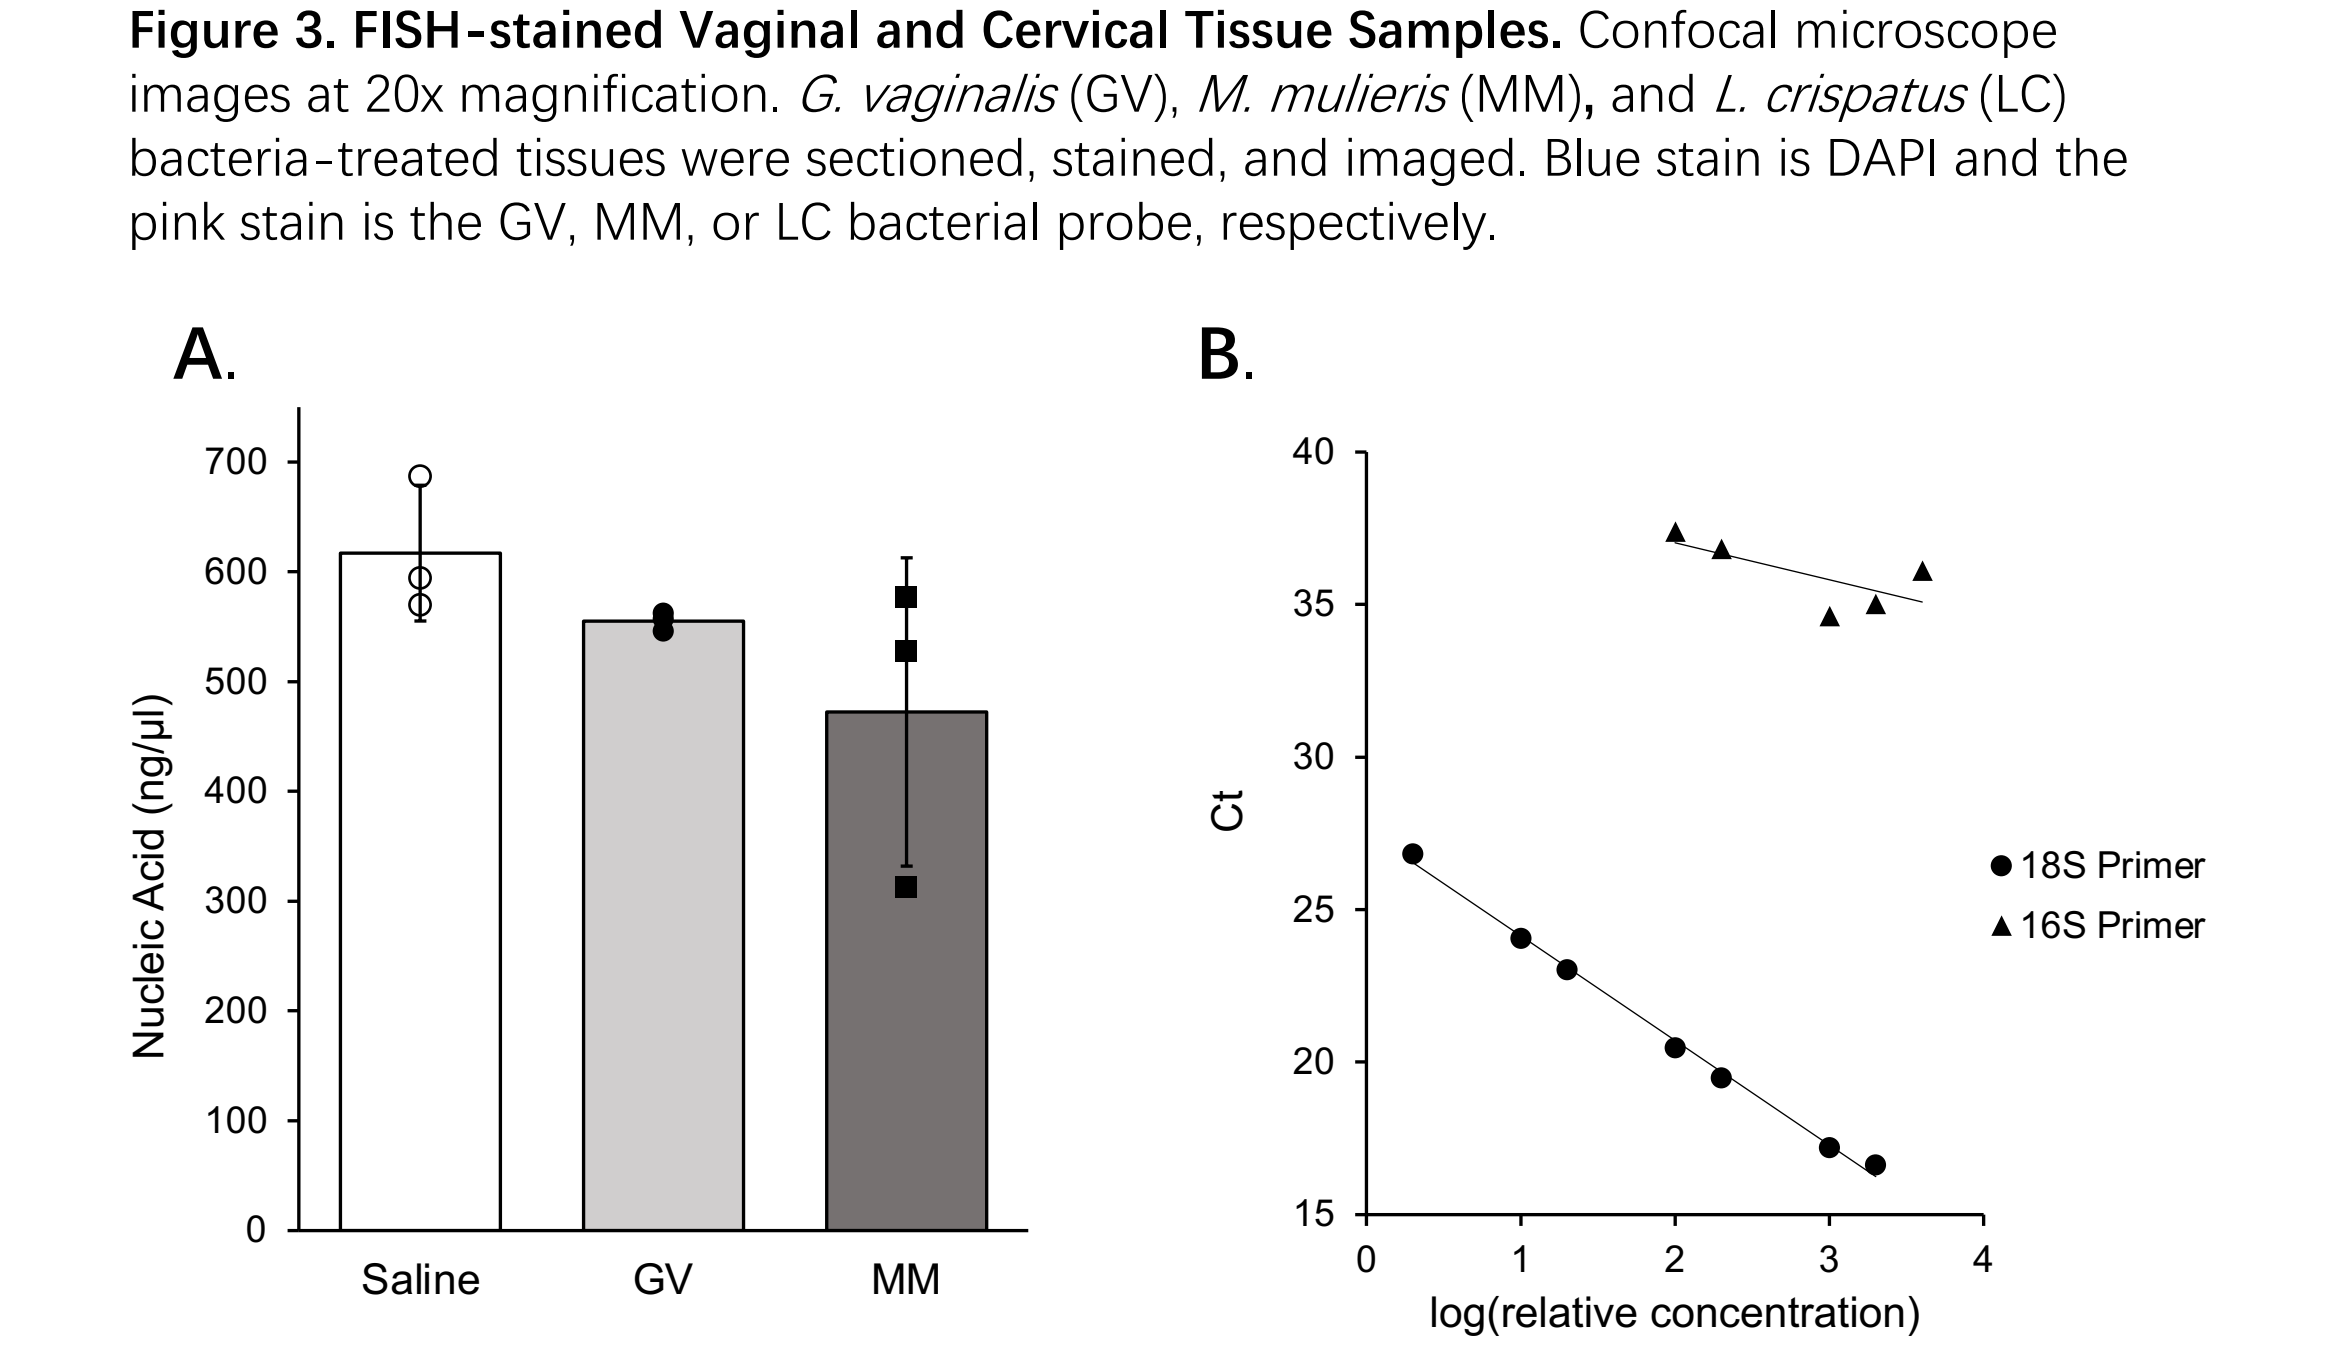 Figure 3. FISH-stained Vaginal and Cervical Tissue Samples. Confocal microscope
images at 20x magnification. G. vaginalis (GV), M. mulieris (MM), and L. crispatus (LC)
bacteria-treated tissues were sectioned, stained, and imaged. Blue stain is DAPI and the
pink stain is the GV, MM, or LC bacterial probe, respectively.
A.
Nucleic Acid (ng/µl)
700
600
500
400
300
200
100
0
Saline GV MM
B.
Ct
40
35
30
25
20
15
0 1 2 3 4
log(relative concentration)
18S Primer
16S Primer